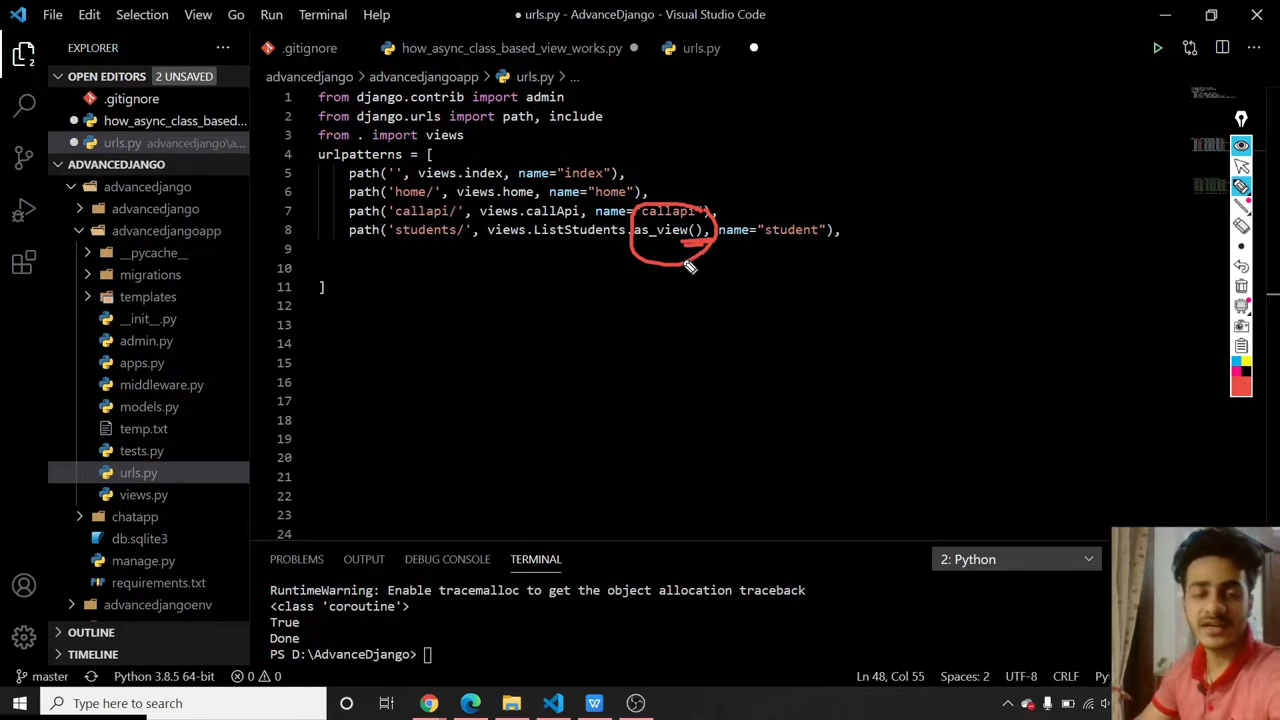 File Edit Selection View Go Run Terminal Help
● urls.py - AdvanceDjango - Visual Studio Code
EXPLORER
.gitignore
how_async_class_based_view_works.py
urls.py
OPEN EDITORS 2 UNSAVED
.gitignore
how_async_class_based...
urls.py advancedjango\a...
ADVANCEDJANGO
advancedjango
advancedjango
advancedjangoapp
__pycache__
migrations
templates
__init__.py
admin.py
apps.py
middleware.py
models.py
temp.txt
tests.py
urls.py
views.py
chatapp
db.sqlite3
manage.py
requirements.txt
advancedjangoenv
OUTLINE
TIMELINE
advancedjango > advancedjangoapp > urls.py > ...
1 from django.contrib import admin
2 from django.urls import path, include
3 from . import views
4 urlpatterns = [
5 path('', views.index, name="index"),
6 path('home/', views.home, name="home"),
7 path('callapi/', views.callApi, name="callapi"),
8 path('students/', views.ListStudents.as_view(), name="student"),
9
10
11 ]
12
13
14
15
16
17
18
19
20
21
22
23
24
PROBLEMS OUTPUT DEBUG CONSOLE TERMINAL
2: Python
RuntimeWarning: Enable tracemalloc to get the object allocation traceback
<class 'coroutine'>
True
Done
PS D:\AdvanceDjango>
2
master Python 3.8.5 64-bit 0 0 Ln 48, Col 55 Spaces: 2 UTF-8 CRLF Py
Type here to search